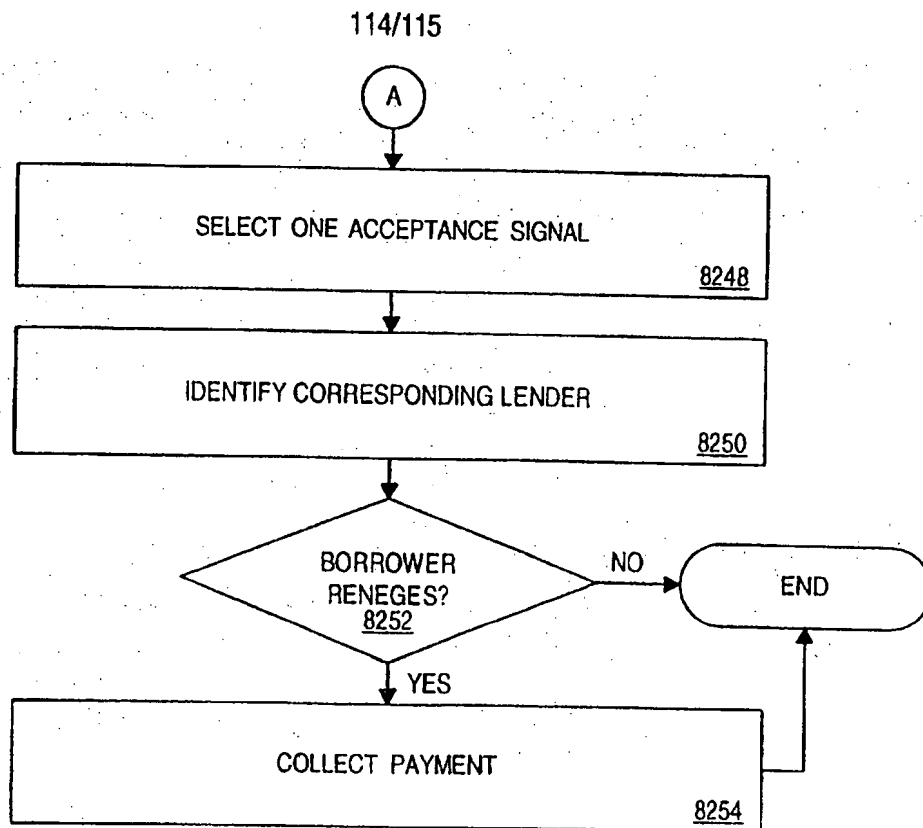 114/115
A
SELECT ONE ACCEPTANCE SIGNAL
8248
IDENTIFY CORRESPONDING LENDER
8250
BORROWER
RENEGES?
8252
NO
END
YES
COLLECT PAYMENT
8254